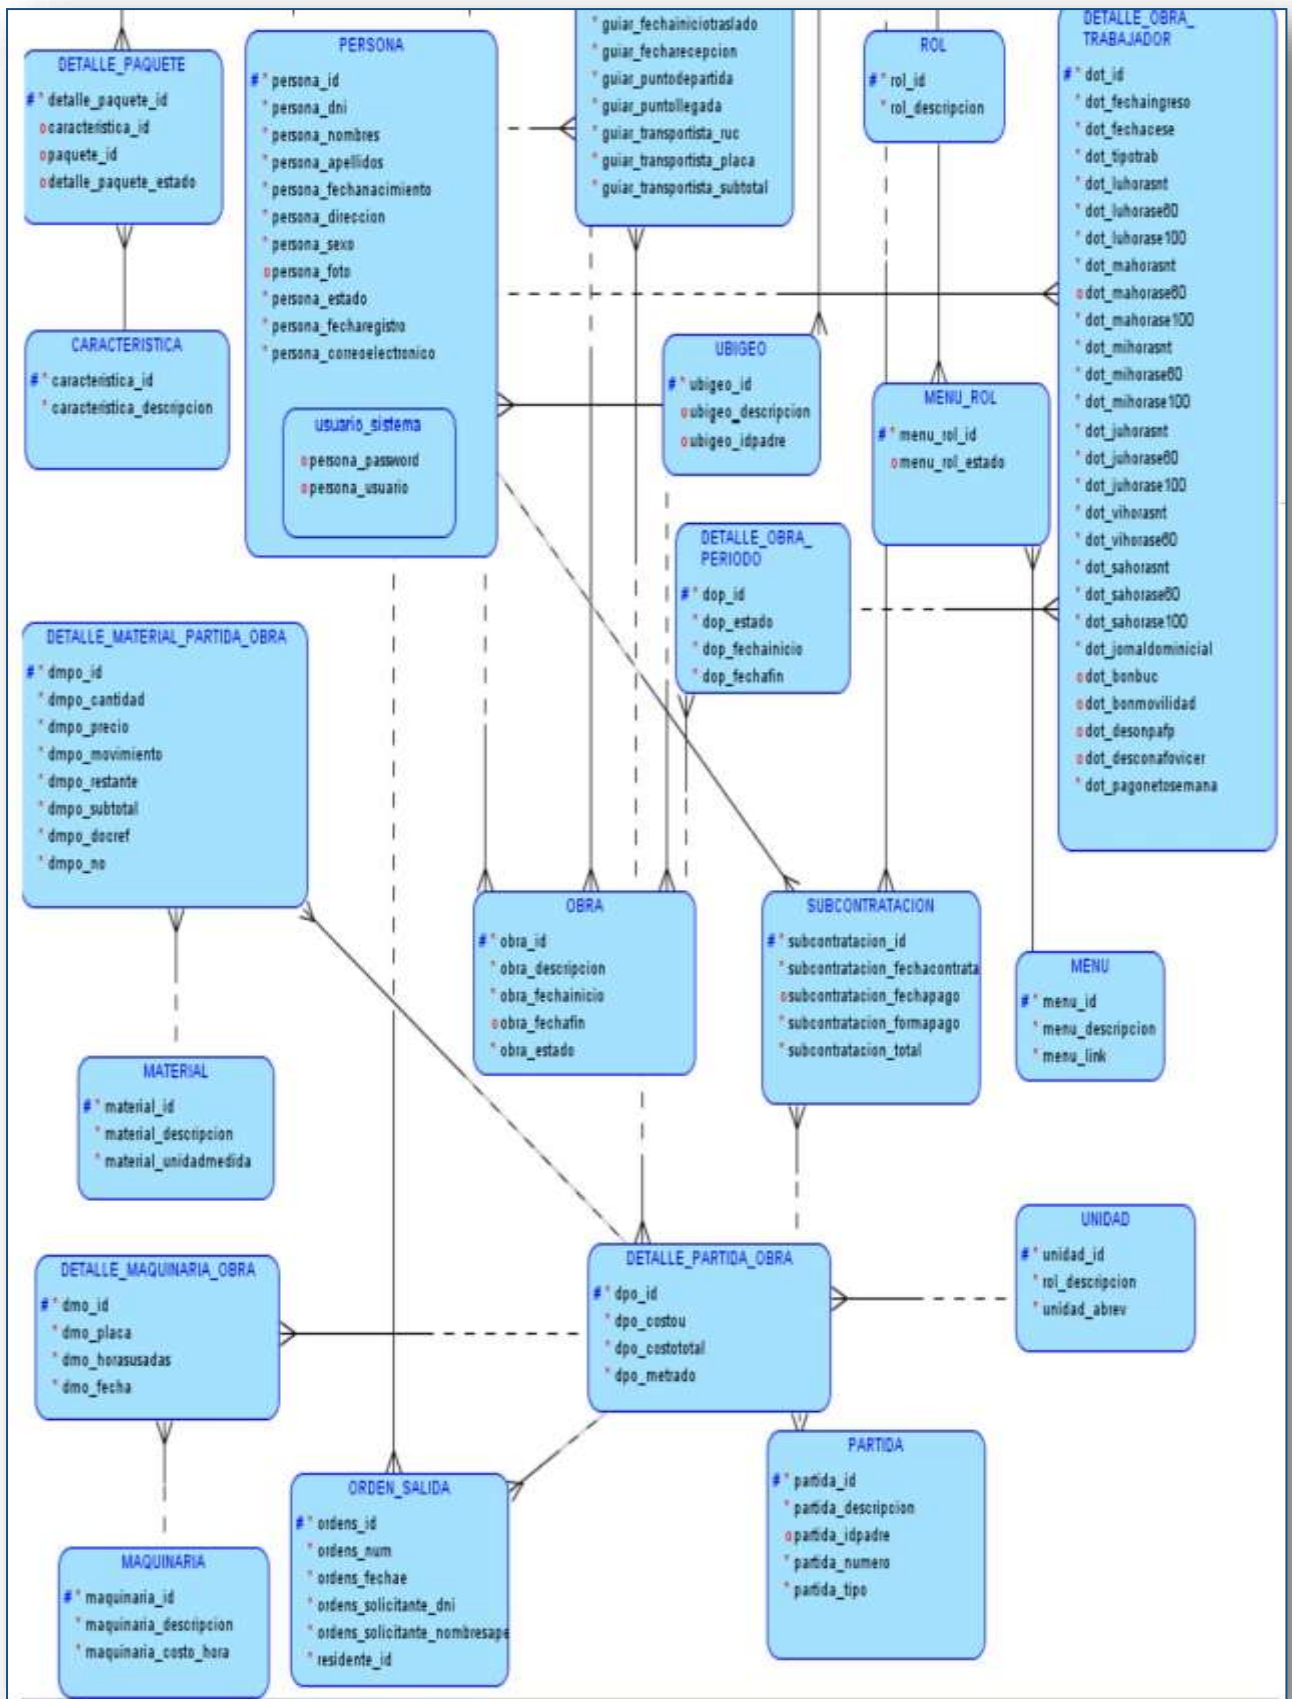 DETALLE_PAQUETE
# * detalle_paquete_id
o caracteristica_id
o paquete_id
o detalle_paquete_estado
CARACTERISTICA
# * caracteristica_id
* caracteristica_descripcion
PERSONA
# * persona_id
* persona_dni
* persona_nombres
* persona_apellidos
* persona_fechanacimiento
* persona_direccion
* persona_sexo
o persona_foto
* persona_estado
* persona_fecharegistro
* persona_correoelectronico
usuario_sistema
o persona_password
o persona_usuario
* guiar_fechainiciotraslado
* guiar_fecharecepcion
* guiar_puntodepartida
* guiar_puntollegada
* guiar_transportista_ruc
* guiar_transportista_placa
* guiar_transportista_subtotal
UBIGEO
# * ubigeo_id
o ubigeo_descripcion
o ubigeo_idpadre
ROL
# * rol_id
* rol_descripcion
MENU_ROL
# * menu_rol_id
o menu_rol_estado
DETALLE_OBRA_
TRABAJADOR
# * dot_id
* dot_fechaingreso
* dot_fechacese
* dot_tipotrab
* dot_luhorasnt
* dot_luhorase60
* dot_luhorase100
* dot_mahorasnt
o dot_mahorase60
* dot_mahorase100
* dot_mihorasnt
* dot_mihorase60
* dot_mihorase100
* dot_juhorasnt
* dot_juhorase60
* dot_juhorase100
* dot_vihorasnt
* dot_vihorase60
* dot_sahorasnt
* dot_sahorase60
* dot_sahorase100
* dot_jornaldominicial
o dot_bonbuc
o dot_bonmovilidad
o dot_desonpafp
o dot_desconafovicer
* dot_pagonetosemana
DETALLE_OBRA_
PERIODO
# * dop_id
* dop_estado
* dop_fechainicio
* dop_fechafin
DETALLE_MATERIAL_PARTIDA_OBRA
# * dmpo_id
* dmpo_cantidad
* dmpo_precio
* dmpo_movimiento
* dmpo_restante
* dmpo_subtotal
* dmpo_docref
* dmpo_no
OBRA
# * obra_id
* obra_descripcion
* obra_fechainicio
o obra_fechafin
* obra_estado
SUBCONTRATACION
# * subcontratacion_id
* subcontratacion_fechacontrata
o subcontratacion_fechapago
* subcontratacion_formapago
* subcontratacion_total
MENU
# * menu_id
* menu_descripcion
* menu_link
MATERIAL
# * material_id
* material_descripcion
* material_unidadmedida
DETALLE_MAQUINARIA_OBRA
# * dmo_id
* dmo_placa
* dmo_horasusadas
* dmo_fecha
DETALLE_PARTIDA_OBRA
# * dpo_id
* dpo_costou
* dpo_costototal
* dpo_metrado
UNIDAD
# * unidad_id
* rol_descripcion
* unidad_abrev
MAQUINARIA
# * maquinaria_id
* maquinaria_descripcion
* maquinaria_costo_hora
ORDEN_SALIDA
# * ordens_id
* ordens_num
* ordens_fechae
* ordens_solicitante_dni
* ordens_solicitante_nombresape
* residente_id
PARTIDA
# * partida_id
* partida_descripcion
o partida_idpadre
* partida_numero
* partida_tipo